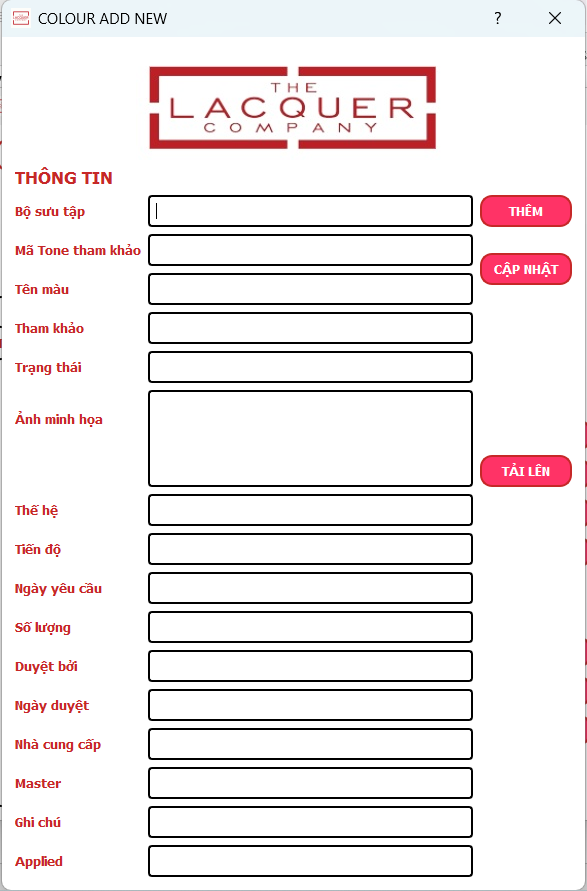 COLOUR ADD NEW
?
THE
LACQUER
COMPANY
THÔNG TIN
Bộ sưu tập
THÊM
Mã Tone tham khảo
CẬP NHẬT
Tên màu
Tham khảo
Trạng thái
Ảnh minh họa
TẢI LÊN
Thế hệ
Tiến độ
Ngày yêu cầu
Số lượng
Duyệt bởi
Ngày duyệt
Nhà cung cấp
Master
Ghi chú
Applied